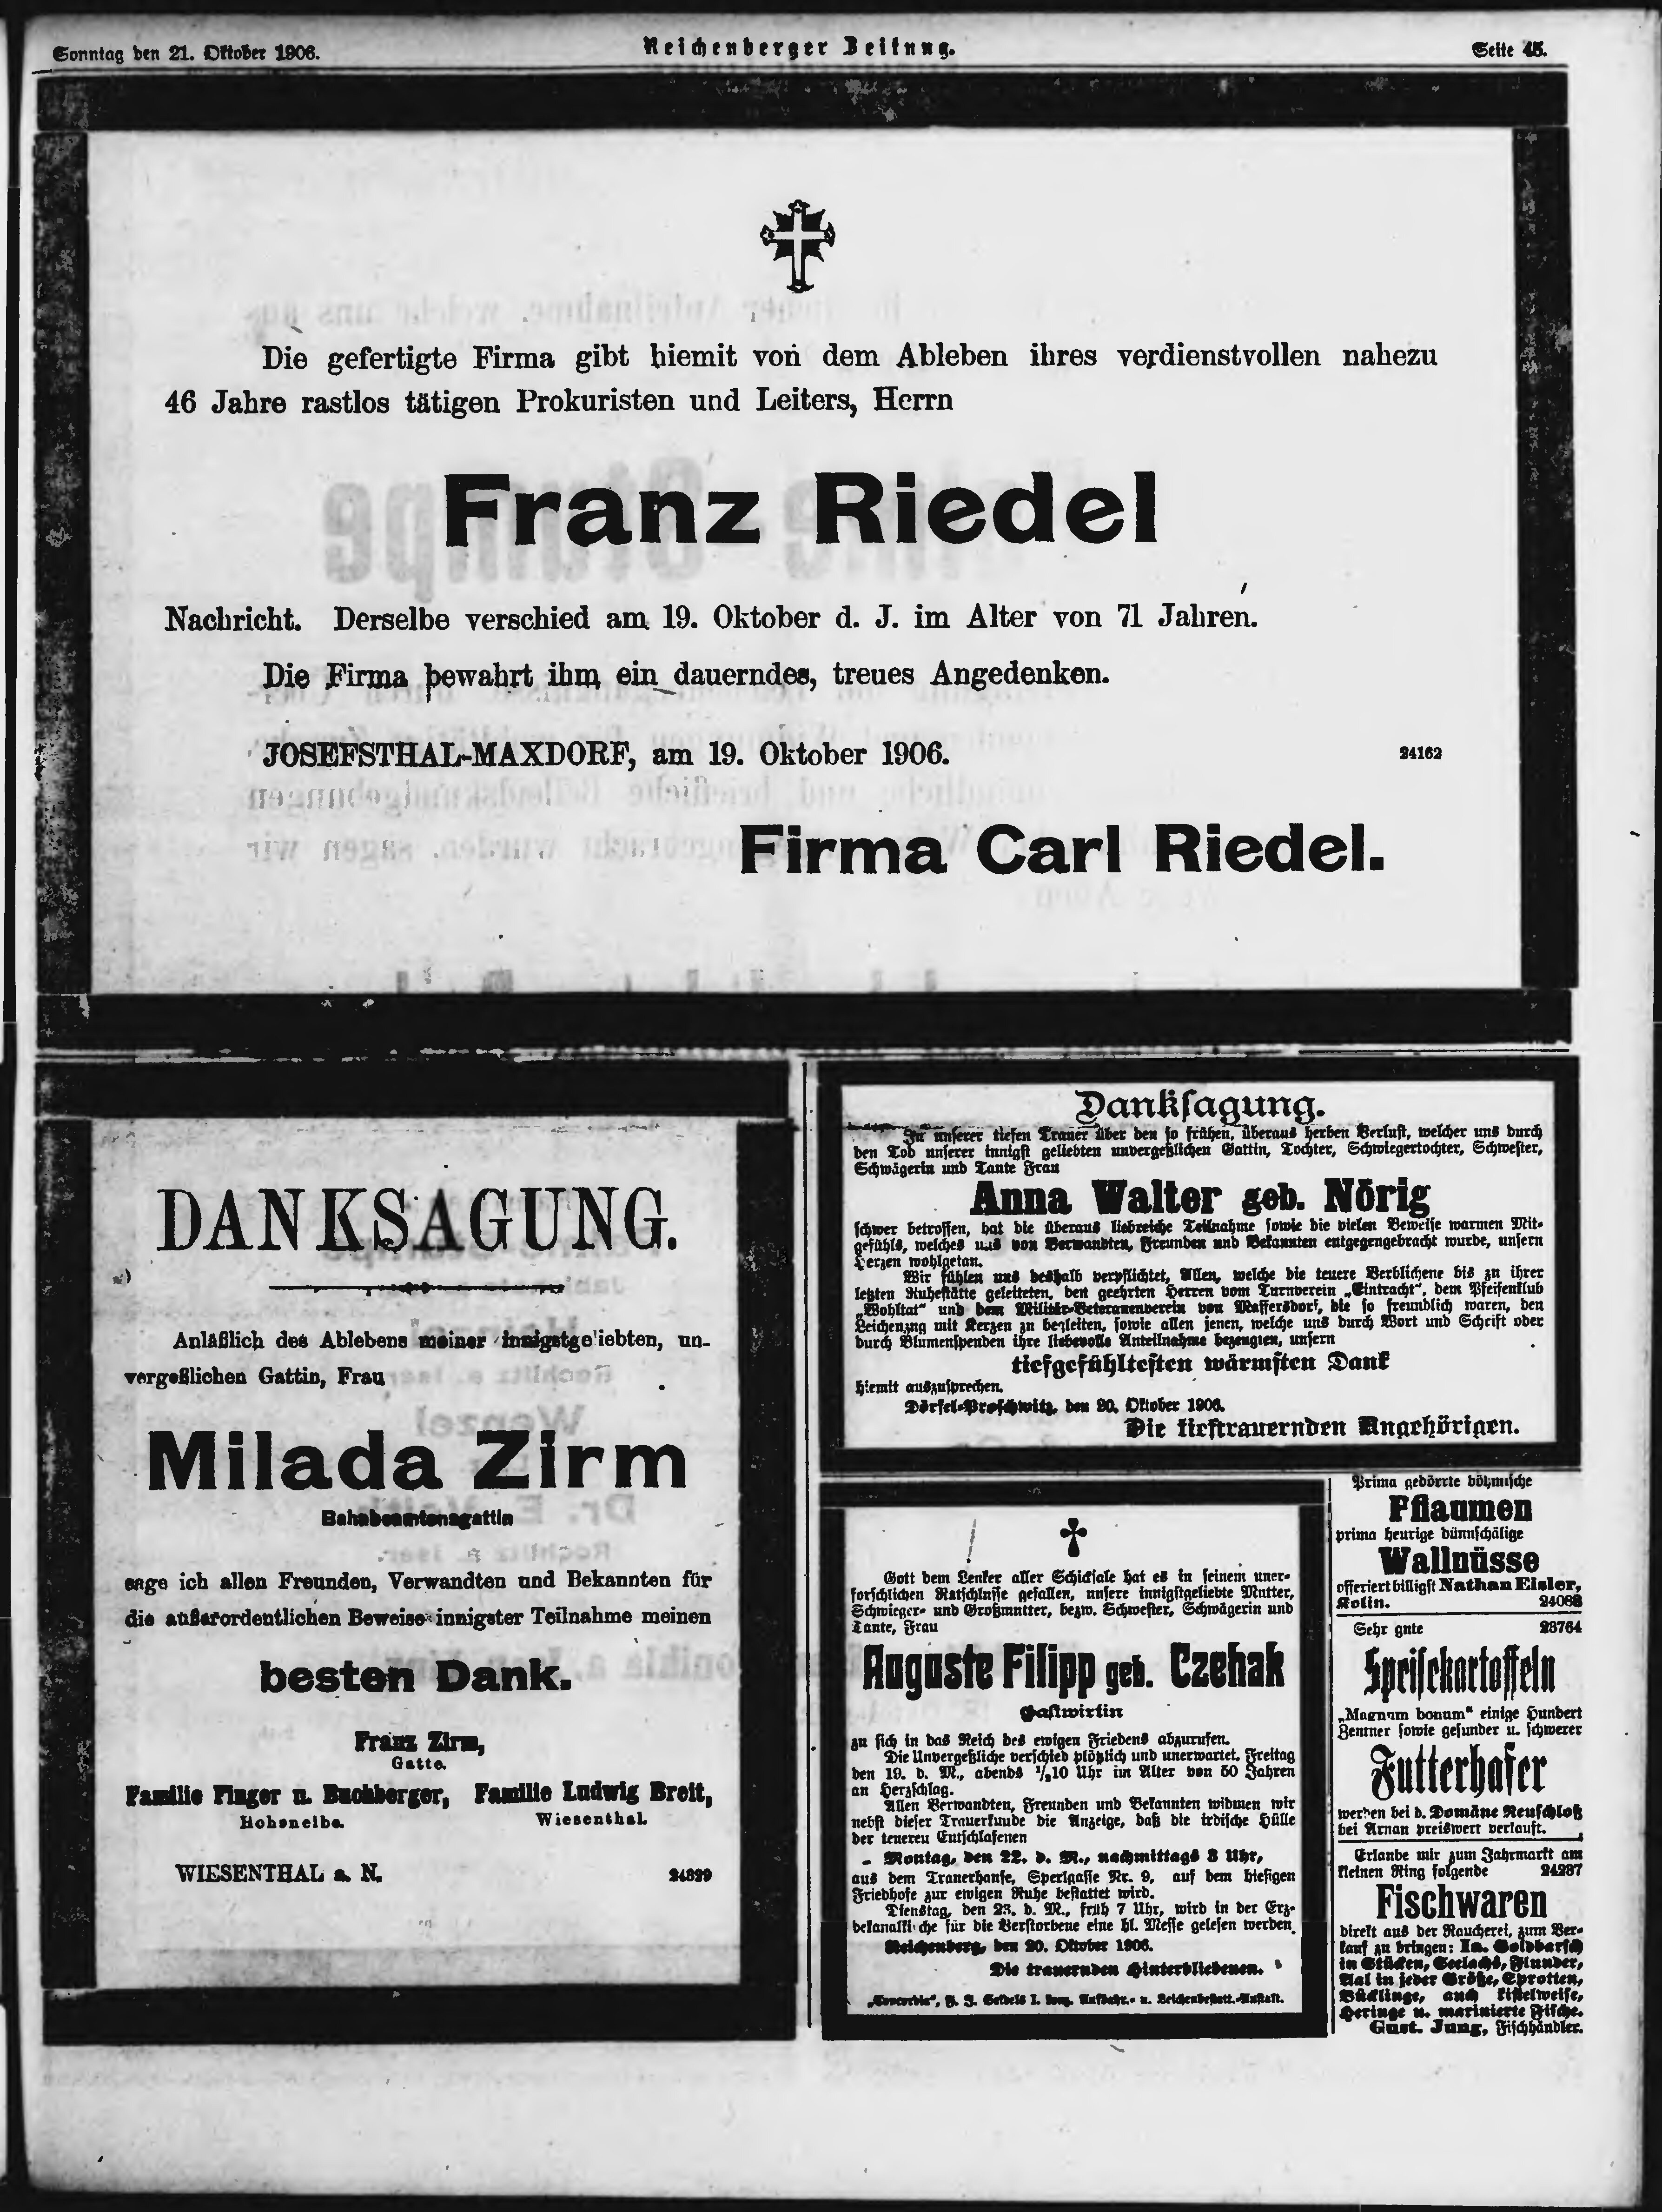 Sonntag den 21. Oktober 1906.
Reichenberger Zeitung.
Seite 45.
Die gefertigte Firma gibt hiemit von dem Ableben ihres verdienstvollen nahezu
46 Jahre rastlos tätigen Prokuristen und Leiters, Herrn
Franz Riedel
Nachricht. Derselbe verschied am 19. Oktober d. J. im Alter von 71 Jahren.
Die Firma bewahrt ihm ein dauerndes, treues Angedenken.
JOSEFSTHAL-MAXDORF, am 19. Oktober 1906.
24162
Firma Carl Riedel.
DANKSAGUNG.
Anläßlich des Ablebens meiner innigstgeliebten, un-
vergeßlichen Gattin, Frau
Milada Zirm
Bahnbeamtensgattin
sage ich allen Freunden, Verwandten und Bekannten für
die außerordentlichen Beweise innigster Teilnahme meinen
besten Dank.
Franz Zirm,
Gatte.
Familie Finger u. Buchberger, Familie Ludwig Breit,
Hohenelbe. Wiesenthal.
WIESENTHAL a. N.
24399
Dankſagung.
In unſerer tiefen Trauer über den ſo frühen, überaus herben Verluſt, welcher uns durch
den Tod unſerer innigſt geliebten unvergeßlichen Gattin, Tochter, Schwiegertochter, Schweſter,
Schwägerin und Tante Frau
Anna Walter geb. Nörig
ſchwer betroffen, hat die überaus liebreiche Teilnahme ſowie die vielen Beweiſe warmen Mit-
gefühls, welches uns von Verwandten, Freunden und Bekannten entgegengebracht wurde, unſern
Herzen wohlgetan.
Wir fühlen uns deshalb verpflichtet, Allen, welche die teuere Verblichene bis zu ihrer
letzten Ruheſtätte geleiteten, den geehrten Herren vom Turnverein „Eintracht“, dem Pfeifenklub
„Wohltat“ und dem Militär-Veteranenverein von Maffersdorf, die ſo freundlich waren, den
Leichenzug mit Kerzen zu begleiten, ſowie allen jenen, welche uns durch Wort und Schrift oder
durch Blumenſpenden ihre liebevolle Anteilnahme bezeugten, unſern
tiefgefühlteſten wärmſten Dank
hiemit auszuſprechen.
Dörfel-Proſchwitz, den 20. Oktober 1906.
Die tieftrauernden Angehörigen.
Gott dem Lenker aller Schickſale hat es in ſeinem uner-
forſchlichen Ratſchluſſe gefallen, unſere innigſtgeliebte Mutter,
Schwieger- und Großmutter, bezw. Schweſter, Schwägerin und
Tante, Frau
Auguste Filipp geb. Czehak
Gaſtwirtin
zu ſich in das Reich des ewigen Friedens abzurufen.
Die Unvergeßliche verſchied plötzlich und unerwartet, Freitag
den 19. d. M., abends ½10 Uhr im Alter von 50 Jahren
an Herzſchlag.
Allen Verwandten, Freunden und Bekannten widmen wir
nebſt dieſer Trauerkunde die Anzeige, daß die irdiſche Hülle
der teueren Entſchlafenen
Montag, den 22. d. M., nachmittags 3 Uhr,
aus dem Trauerhauſe, Sperlgaſſe Nr. 9, auf dem hieſigen
Friedhofe zur ewigen Ruhe beſtattet wird.
Dienstag, den 23. d. M., früh 7 Uhr, wird in der Erz-
dekanalkirche für die Verſtorbene eine hl. Meſſe geleſen werden.
Reichenberg, den 20. Oktober 1906.
Die trauernden Hinterbliebenen.
„Concordia“, I. Leichenbeſtatt.-Anſtalt.
Prima gedörrte böhmiſche
Pflaumen
prima heurige dünnſchälige
Wallnüsse
offeriert billigſt Nathan Eisler,
Kolin. 24088
Sehr gute 23764
Speiſekartoffeln
„Magnum bonum“ einige Hundert
Zentner ſowie geſunder u. ſchwerer
Futterhafer
werden bei d. Domäne Neuſchloß
bei Arnau preiswert verkauft.
Erlaube mir zum Jahrmarkt am
kleinen Ring folgende 24237
Fischwaren
direkt aus der Raucherei, zum Ver-
kauf zu bringen: Ia. Goldbarſch
in Stücken, Seelachs, Flunder,
Aal in jeder Größe, Sprotten,
Bücklinge, auch kiſtelweiſe,
Heringe u. marinierte Fiſche.
Gust. Jung, Fiſchhändler.